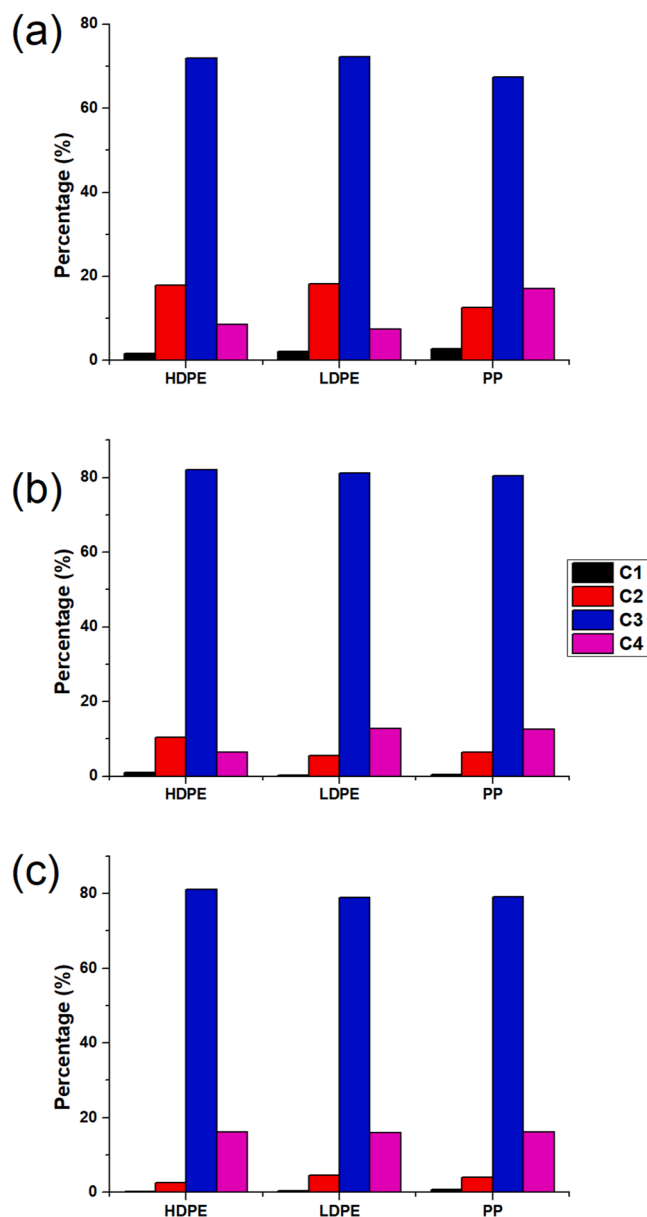 (a)
80
60
40
20
0
Percentage (%)
HDPE LDPE PP
(b)
80
60
40
20
0
Percentage (%)
HDPE LDPE PP
C1
C2
C3
C4
(c)
80
60
40
20
0
Percentage (%)
HDPE LDPE PP